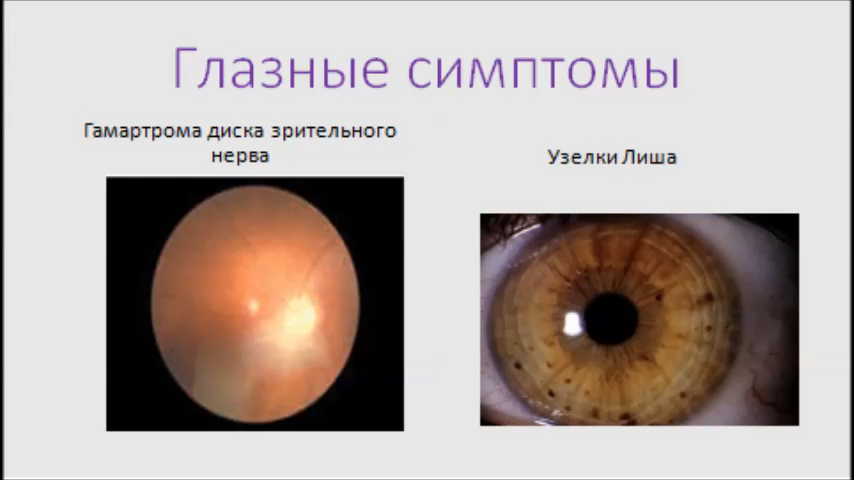 Глазные симптомы
Гамартрома диска зрительного
нерва
Узелки Лиша